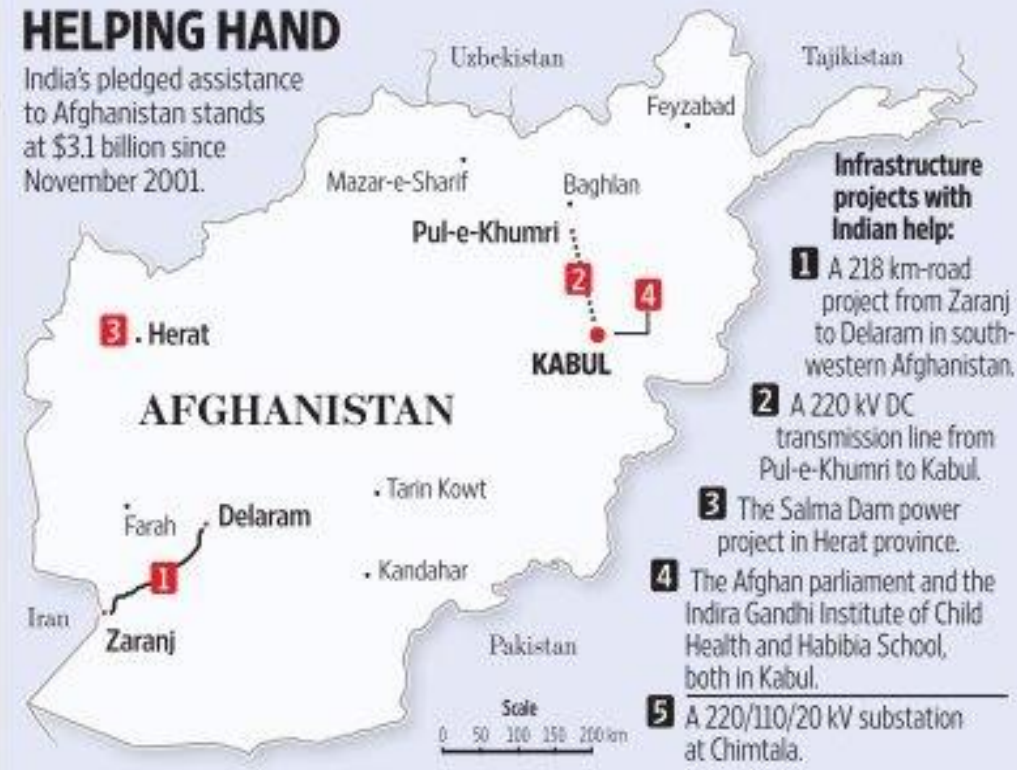 HELPING HAND
India's pledged assistance
to Afghanistan stands
at $3.1 billion since
November 2001.
Uzbekistan
Tajikistan
Feyzabad
Mazar-e-Sharif
Baghlan
Pul-e-Khumri
2
4
3
Herat
KABUL
AFGHANISTAN
Tarin Kowt
Farah
Delaram
1
Kandahar
Iran
Zaranj
Pakistan
Scale
0 50 100 150 200 km
Infrastructure
projects with
Indian help:
1 A 218 km-road
project from Zaranj
to Delaram in south-
western Afghanistan.
2 A 220 kV DC
transmission line from
Pul-e-Khumri to Kabul.
3 The Salma Dam power
project in Herat province.
4 The Afghan parliament and the
Indira Gandhi Institute of Child
Health and Habibia School,
both in Kabul.
5 A 220/110/20 kV substation
at Chimtala.